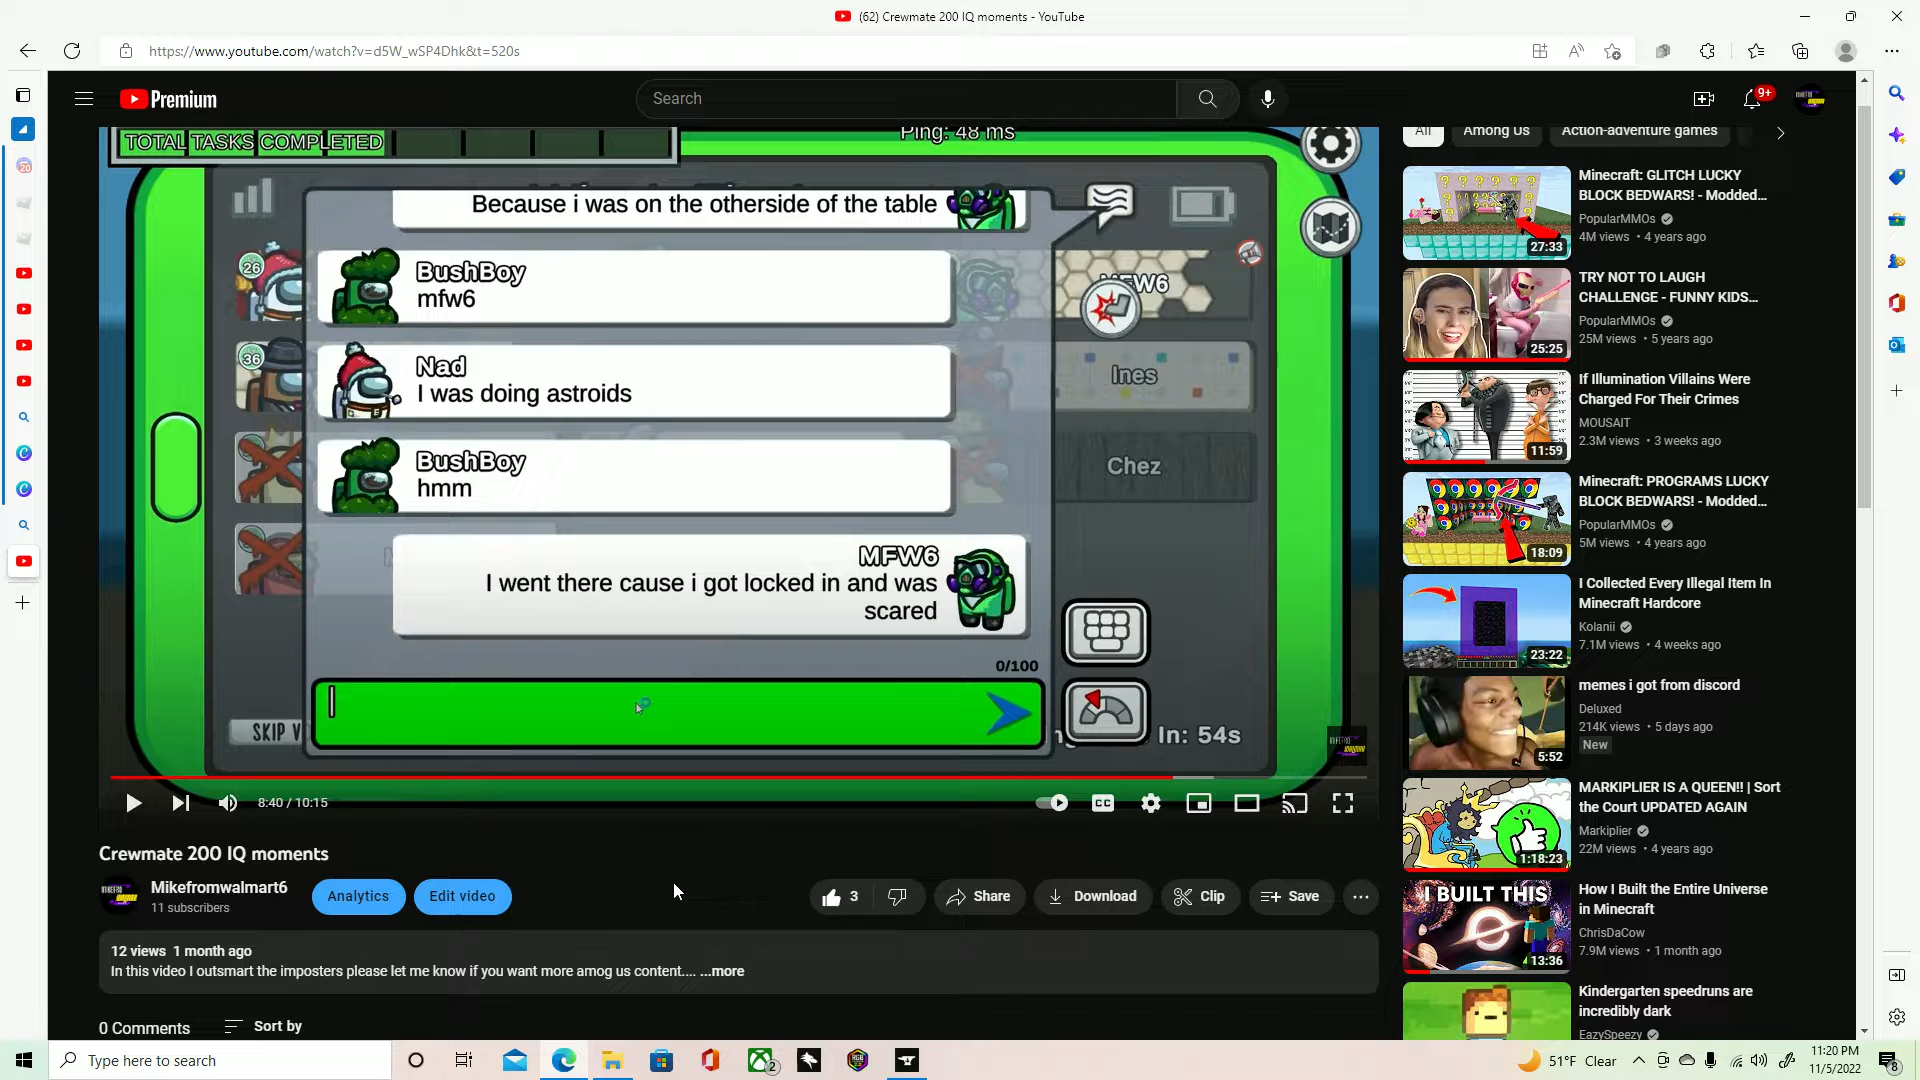 (62) Crewmate 200 IQ moments - YouTube
https://www.youtube.com/watch?v=d5W_wSP4Dhk&t=520s
Premium
Search
9+
TOTAL TASKS COMPLETED
Ping: 48 ms
Because i was on the otherside of the table
26
BushBoy
mfw6
MFW6
36
Nad
I was doing astroids
Ines
BushBoy
hmm
Chez
MFW6
I went there cause i got locked in and was
scared
0/100
SKIP V
In: 54s
8:40 / 10:15
CC
Crewmate 200 IQ moments
Mikefromwalmart6
11 subscribers
Analytics
Edit video
3
Share
Download
Clip
Save
12 views 1 month ago
In this video I outsmart the imposters please let me know if you want more amog us content.... ...more
0 Comments
Sort by
All
Among Us
Action-adventure games
Minecraft: GLITCH LUCKY
BLOCK BEDWARS! - Modded...
PopularMMOs
4M views • 4 years ago
27:33
TRY NOT TO LAUGH
CHALLENGE - FUNNY KIDS...
PopularMMOs
25M views • 5 years ago
25:25
If Illumination Villains Were
Charged For Their Crimes
MOUSAIT
2.3M views • 3 weeks ago
11:59
Minecraft: PROGRAMS LUCKY
BLOCK BEDWARS! - Modded...
PopularMMOs
5M views • 4 years ago
18:09
I Collected Every Illegal Item In
Minecraft Hardcore
Kolanii
7.1M views • 4 weeks ago
23:22
memes i got from discord
Deluxed
214K views • 5 days ago
New
5:52
MARKIPLIER IS A QUEEN!! | Sort
the Court UPDATED AGAIN
Markiplier
22M views • 4 years ago
1:18:23
I BUILT THIS
How I Built the Entire Universe
in Minecraft
ChrisDaCow
7.9M views • 1 month ago
13:36
Kindergarten speedruns are
incredibly dark
EazySpeezy
Type here to search
2
51°F Clear
11:20 PM
11/5/2022
8